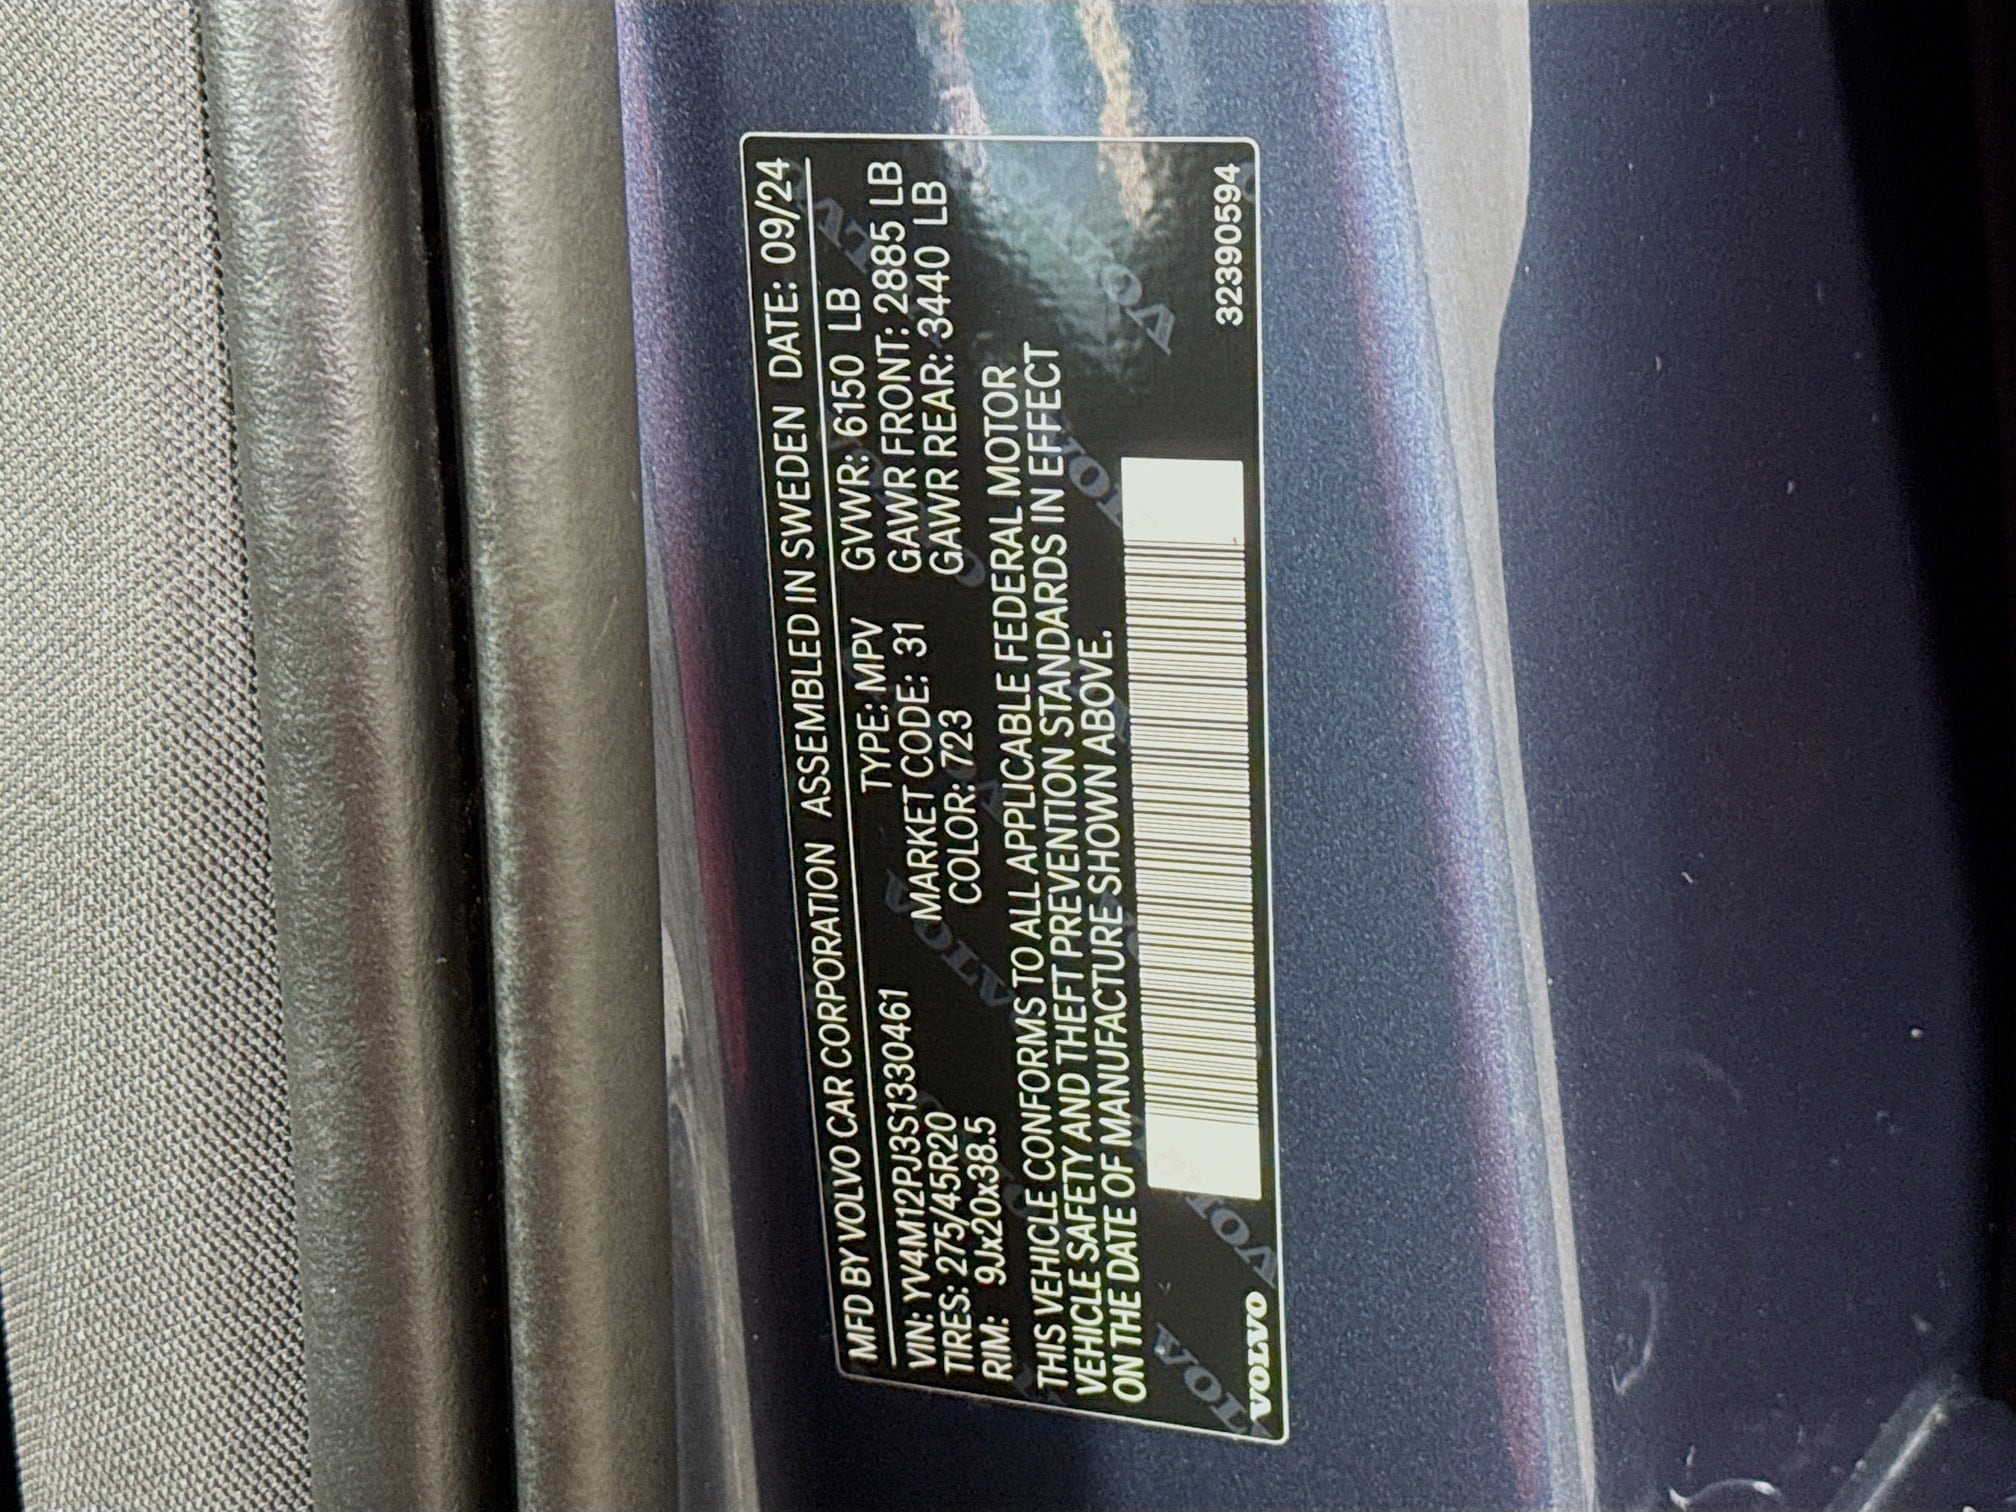 MFD BY VOLVO CAR CORPORATION ASSEMBLED IN SWEDEN DATE: 09/24
VIN: YV4M12PJ3S1330461 TYPE: MPV GVWR: 6150 LB
TIRES: 275/45R20 MARKET CODE: 31 GAWR FRONT: 2885 LB
RIM: 9Jx20x38.5 COLOR: 723 GAWR REAR: 3440 LB
THIS VEHICLE CONFORMS TO ALL APPLICABLE FEDERAL MOTOR
VEHICLE SAFETY AND THEFT PREVENTION STANDARDS IN EFFECT
ON THE DATE OF MANUFACTURE SHOWN ABOVE.
VOLVO 32390594